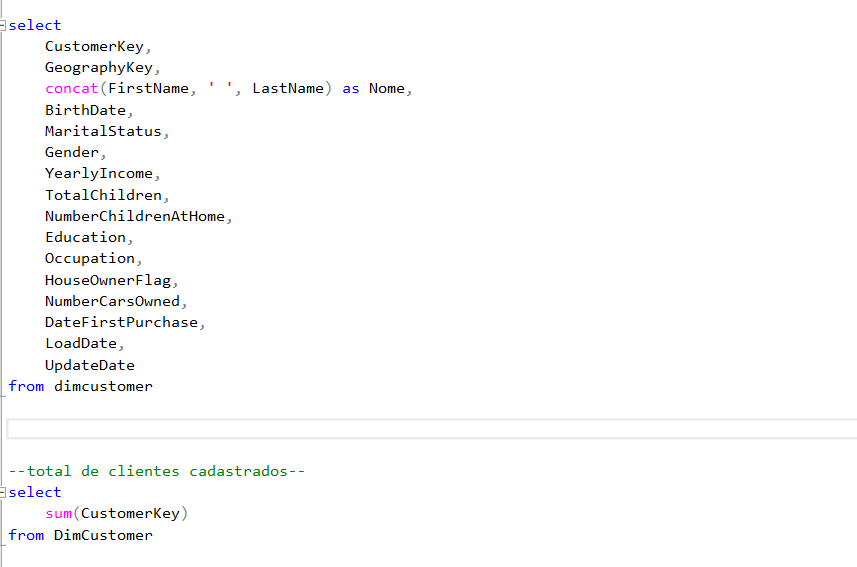 select
CustomerKey,
GeographyKey,
concat(FirstName, ' ', LastName) as Nome,
BirthDate,
MaritalStatus,
Gender,
YearlyIncome,
TotalChildren,
NumberChildrenAtHome,
Education,
Occupation,
HouseOwnerFlag,
NumberCarsOwned,
DateFirstPurchase,
LoadDate,
UpdateDate
from dimcustomer
--total de clientes cadastrados--
select
sum(CustomerKey)
from DimCustomer